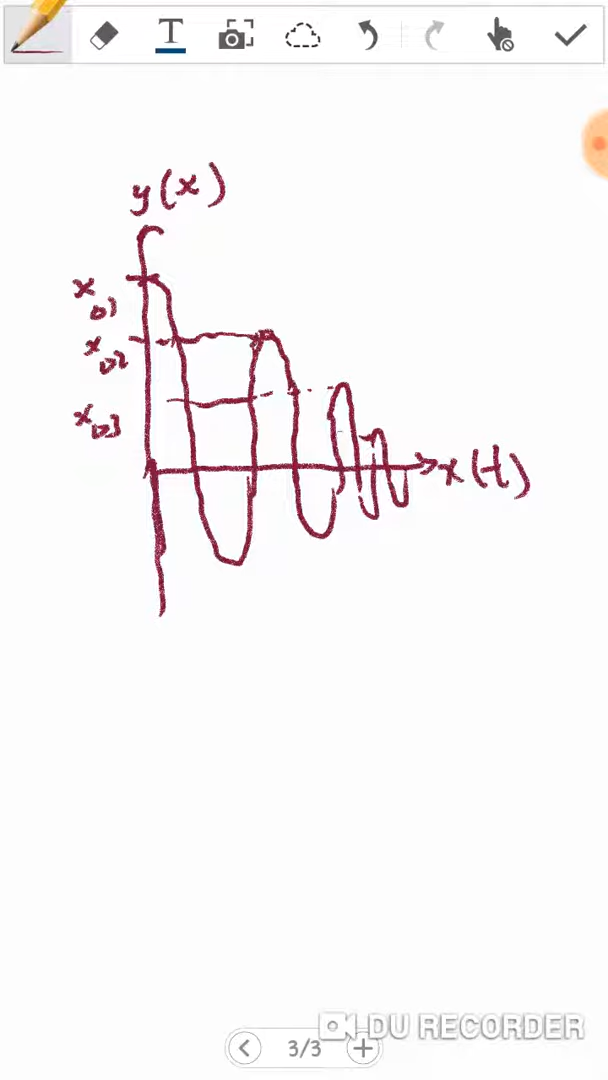 T
y(x)
x01
x02
x03
x(t)
DU RECORDER
3/3